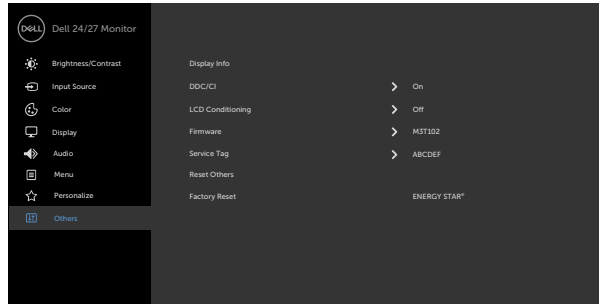 DELL Dell 24/27 Monitor
Brightness/Contrast Display Info
Input Source DDC/CI On
Color LCD Conditioning Off
Display Firmware M3T102
Audio Service Tag ABCDEF
Menu Reset Others
Personalize Factory Reset ENERGY STAR®
Others